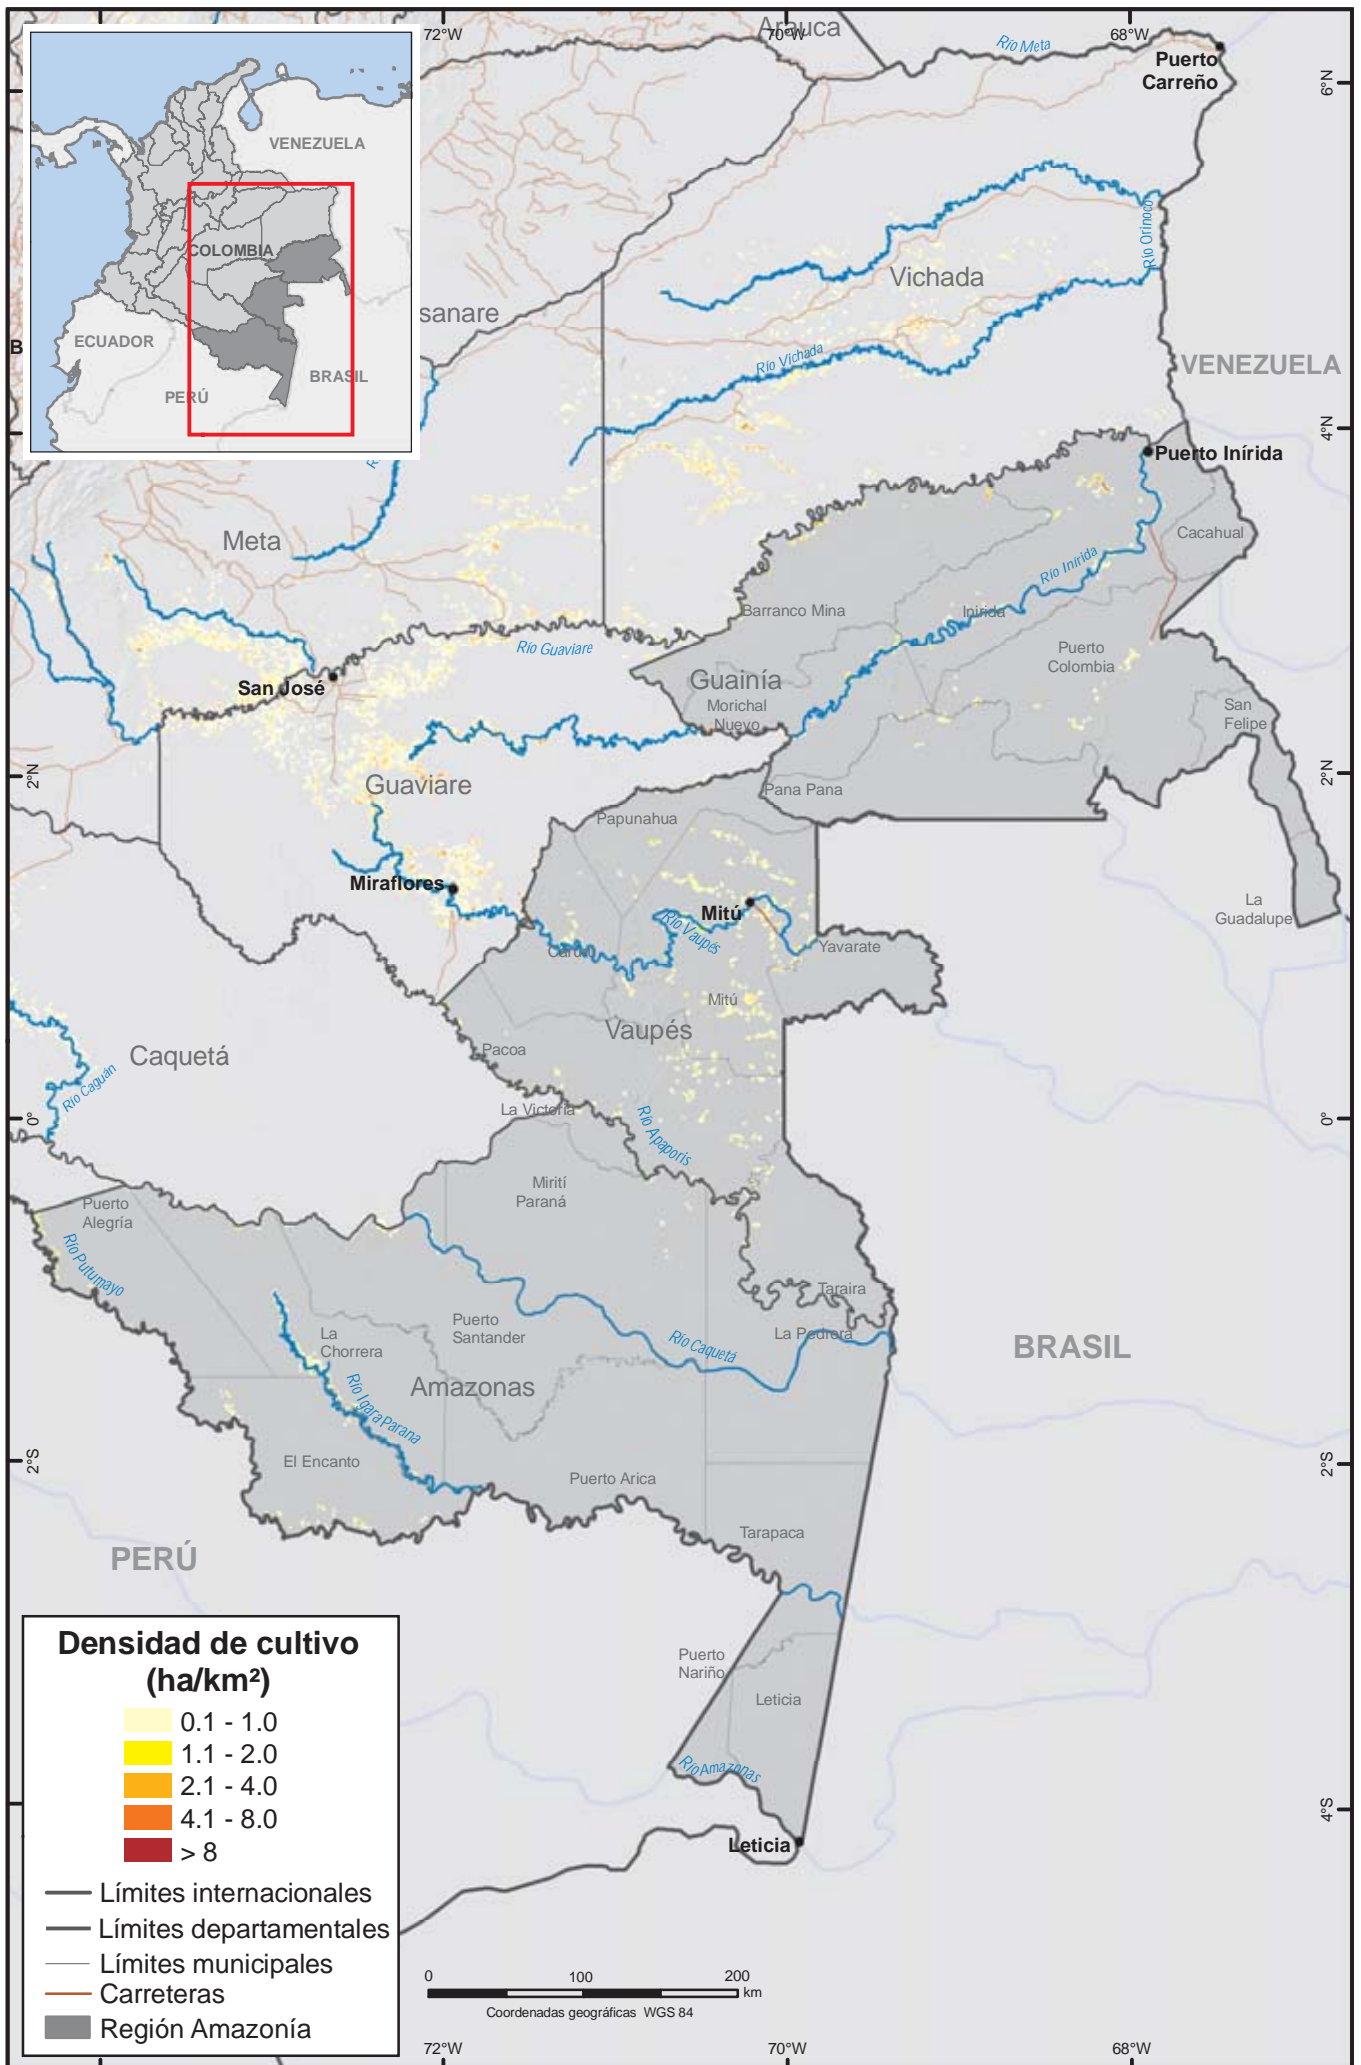 72°W
70°W
68°W
Arauca
Río Meta
Puerto
Carreño
6°N
VENEZUELA
COLOMBIA
ECUADOR
PERÚ
BRASIL
B
sanare
Vichada
Río Orinoco
Río Vichada
VENEZUELA
4°N
Puerto Inírida
Cacahual
Meta
Río Inírida
Barranco Mina
Inirida
Río Guaviare
Puerto
Colombia
San José
Guainía
Morichal
Nuevo
San
Felipe
2°N
2°N
Guaviare
Pana Pana
Papunahua
Miraflores
Mitú
La
Guadalupe
Río Vaupés
Caruru
Yavarate
Mitú
Vaupés
Pacoa
Caquetá
Río Caguán
La Victoria
0°
0°
Río Apaporis
Mirití
Paraná
Puerto
Alegría
Río Putumayo
Taraira
La Pedrera
Puerto
Santander
La
Chorrera
Río Caquetá
BRASIL
Amazonas
Río Igara Parana
El Encanto
Puerto Arica
2°S
2°S
Tarapaca
PERÚ
Puerto
Nariño
Leticia
Río Amazonas
4°S
Leticia
Densidad de cultivo
(ha/km²)
0.1 - 1.0
1.1 - 2.0
2.1 - 4.0
4.1 - 8.0
> 8
Límites internacionales
Límites departamentales
Límites municipales
Carreteras
Región Amazonía
0 100 200
km
Coordenadas geográficas WGS 84
72°W
70°W
68°W